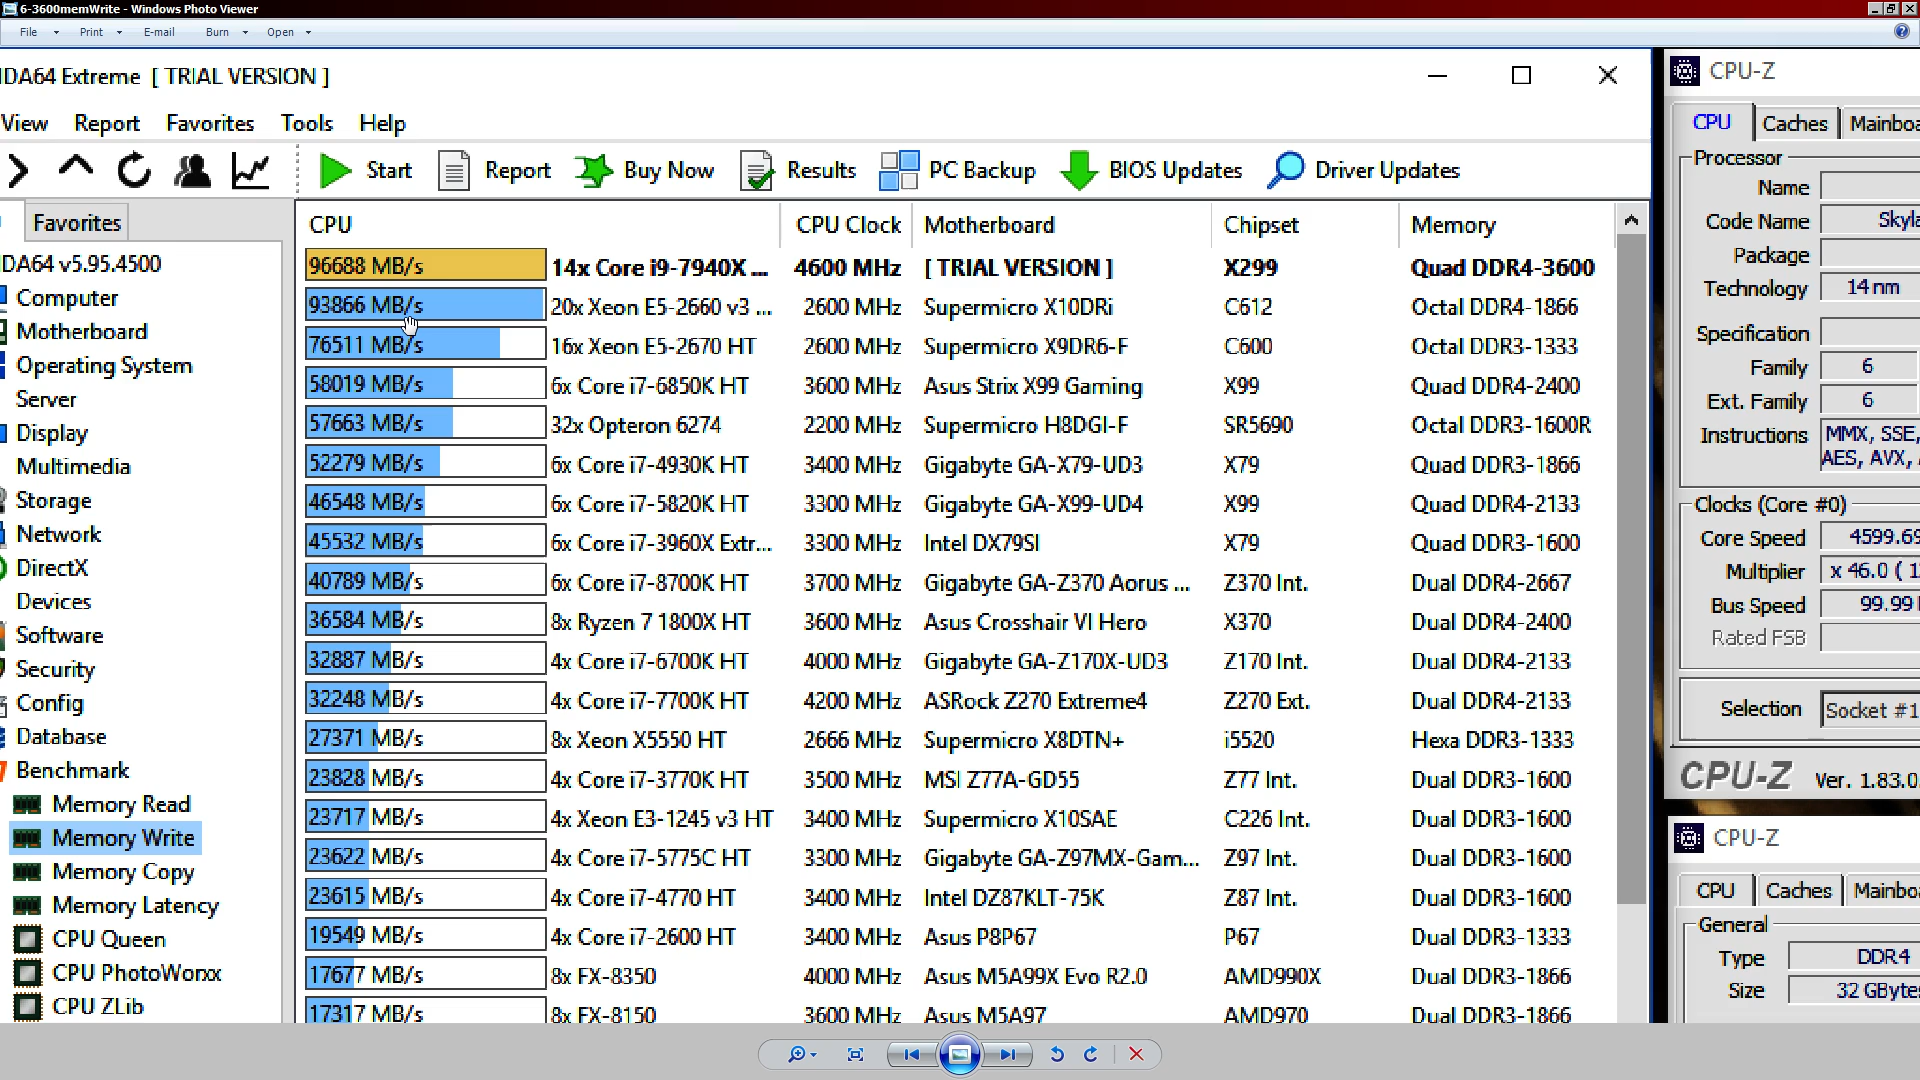 6-3600memWrite - Windows Photo Viewer
File Print E-mail Burn Open
IDA64 Extreme [ TRIAL VERSION ]
View Report Favorites Tools Help
Start Report Buy Now Results PC Backup BIOS Updates Driver Updates
Favorites
IDA64 v5.95.4500
Computer
Motherboard
Operating System
Server
Display
Multimedia
Storage
Network
DirectX
Devices
Software
Security
Config
Database
Benchmark
Memory Read
Memory Write
Memory Copy
Memory Latency
CPU Queen
CPU PhotoWorxx
CPU ZLib
CPU CPU Clock Motherboard Chipset Memory
96688 MB/s 14x Core i9-7940X ... 4600 MHz [ TRIAL VERSION ] X299 Quad DDR4-3600
93866 MB/s 20x Xeon E5-2660 v3 ... 2600 MHz Supermicro X10DRi C612 Octal DDR4-1866
76511 MB/s 16x Xeon E5-2670 HT 2600 MHz Supermicro X9DR6-F C600 Octal DDR3-1333
58019 MB/s 6x Core i7-6850K HT 3600 MHz Asus Strix X99 Gaming X99 Quad DDR4-2400
57663 MB/s 32x Opteron 6274 2200 MHz Supermicro H8DGI-F SR5690 Octal DDR3-1600R
52279 MB/s 6x Core i7-4930K HT 3400 MHz Gigabyte GA-X79-UD3 X79 Quad DDR3-1866
46548 MB/s 6x Core i7-5820K HT 3300 MHz Gigabyte GA-X99-UD4 X99 Quad DDR4-2133
45532 MB/s 6x Core i7-3960X Extr... 3300 MHz Intel DX79SI X79 Quad DDR3-1600
40789 MB/s 6x Core i7-8700K HT 3700 MHz Gigabyte GA-Z370 Aorus ... Z370 Int. Dual DDR4-2667
36584 MB/s 8x Ryzen 7 1800X HT 3600 MHz Asus Crosshair VI Hero X370 Dual DDR4-2400
32887 MB/s 4x Core i7-6700K HT 4000 MHz Gigabyte GA-Z170X-UD3 Z170 Int. Dual DDR4-2133
32248 MB/s 4x Core i7-7700K HT 4200 MHz ASRock Z270 Extreme4 Z270 Ext. Dual DDR4-2133
27371 MB/s 8x Xeon X5550 HT 2666 MHz Supermicro X8DTN+ i5520 Hexa DDR3-1333
23828 MB/s 4x Core i7-3770K HT 3500 MHz MSI Z77A-GD55 Z77 Int. Dual DDR3-1600
23717 MB/s 4x Xeon E3-1245 v3 HT 3400 MHz Supermicro X10SAE C226 Int. Dual DDR3-1600
23622 MB/s 4x Core i7-5775C HT 3300 MHz Gigabyte GA-Z97MX-Gam... Z97 Int. Dual DDR3-1600
23615 MB/s 4x Core i7-4770 HT 3400 MHz Intel DZ87KLT-75K Z87 Int. Dual DDR3-1600
19549 MB/s 4x Core i7-2600 HT 3400 MHz Asus P8P67 P67 Dual DDR3-1333
17677 MB/s 8x FX-8350 4000 MHz Asus M5A99X Evo R2.0 AMD990X Dual DDR3-1866
17317 MB/s 8x FX-8150 3600 MHz Asus M5A97 AMD970 Dual DDR3-1866
CPU-Z
CPU Caches Mainboa
Processor
Name
Code Name Skyla
Package
Technology 14 nm
Specification
Family 6
Ext. Family 6
Instructions MMX, SSE,
AES, AVX,
Clocks (Core #0)
Core Speed 4599.69
Multiplier x 46.0 ( 1
Bus Speed 99.99
Rated FSB
Selection Socket #1
CPU-Z Ver. 1.83.0
CPU-Z
CPU Caches Mainboa
General
Type DDR4
Size 32 GBytes